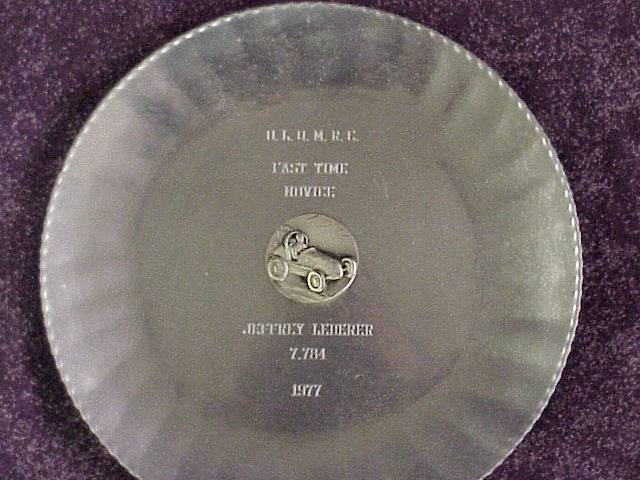 FAST TIME
NOVICE
JEFFREY LEDERER
7.784
1977